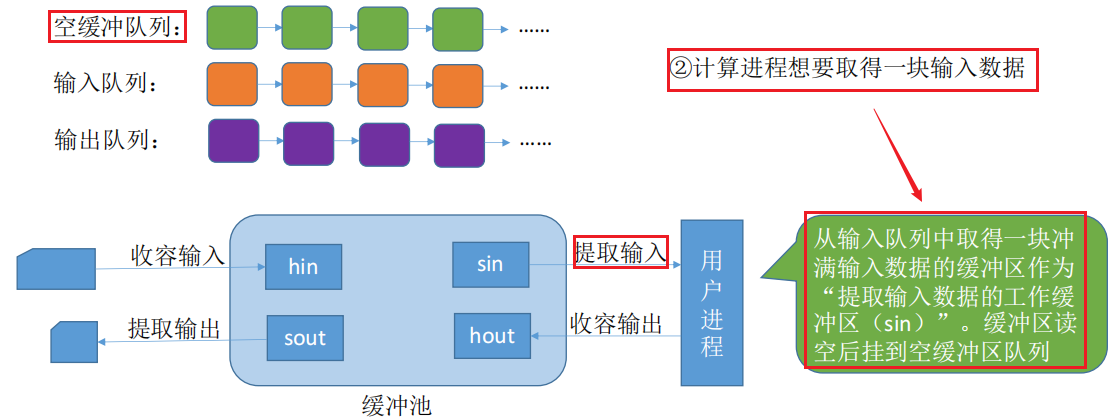 空缓冲队列：
......
②计算进程想要取得一块输入数据
输入队列：
......
输出队列：
......
收容输入
hin
sin
提取输入
用户进程
从输入队列中取得一块冲
满输入数据的缓冲区作为
“提取输入数据的工作缓
冲区（sin）”。缓冲区读
空后挂到空缓冲区队列
提取输出
sout
hout
收容输出
缓冲池